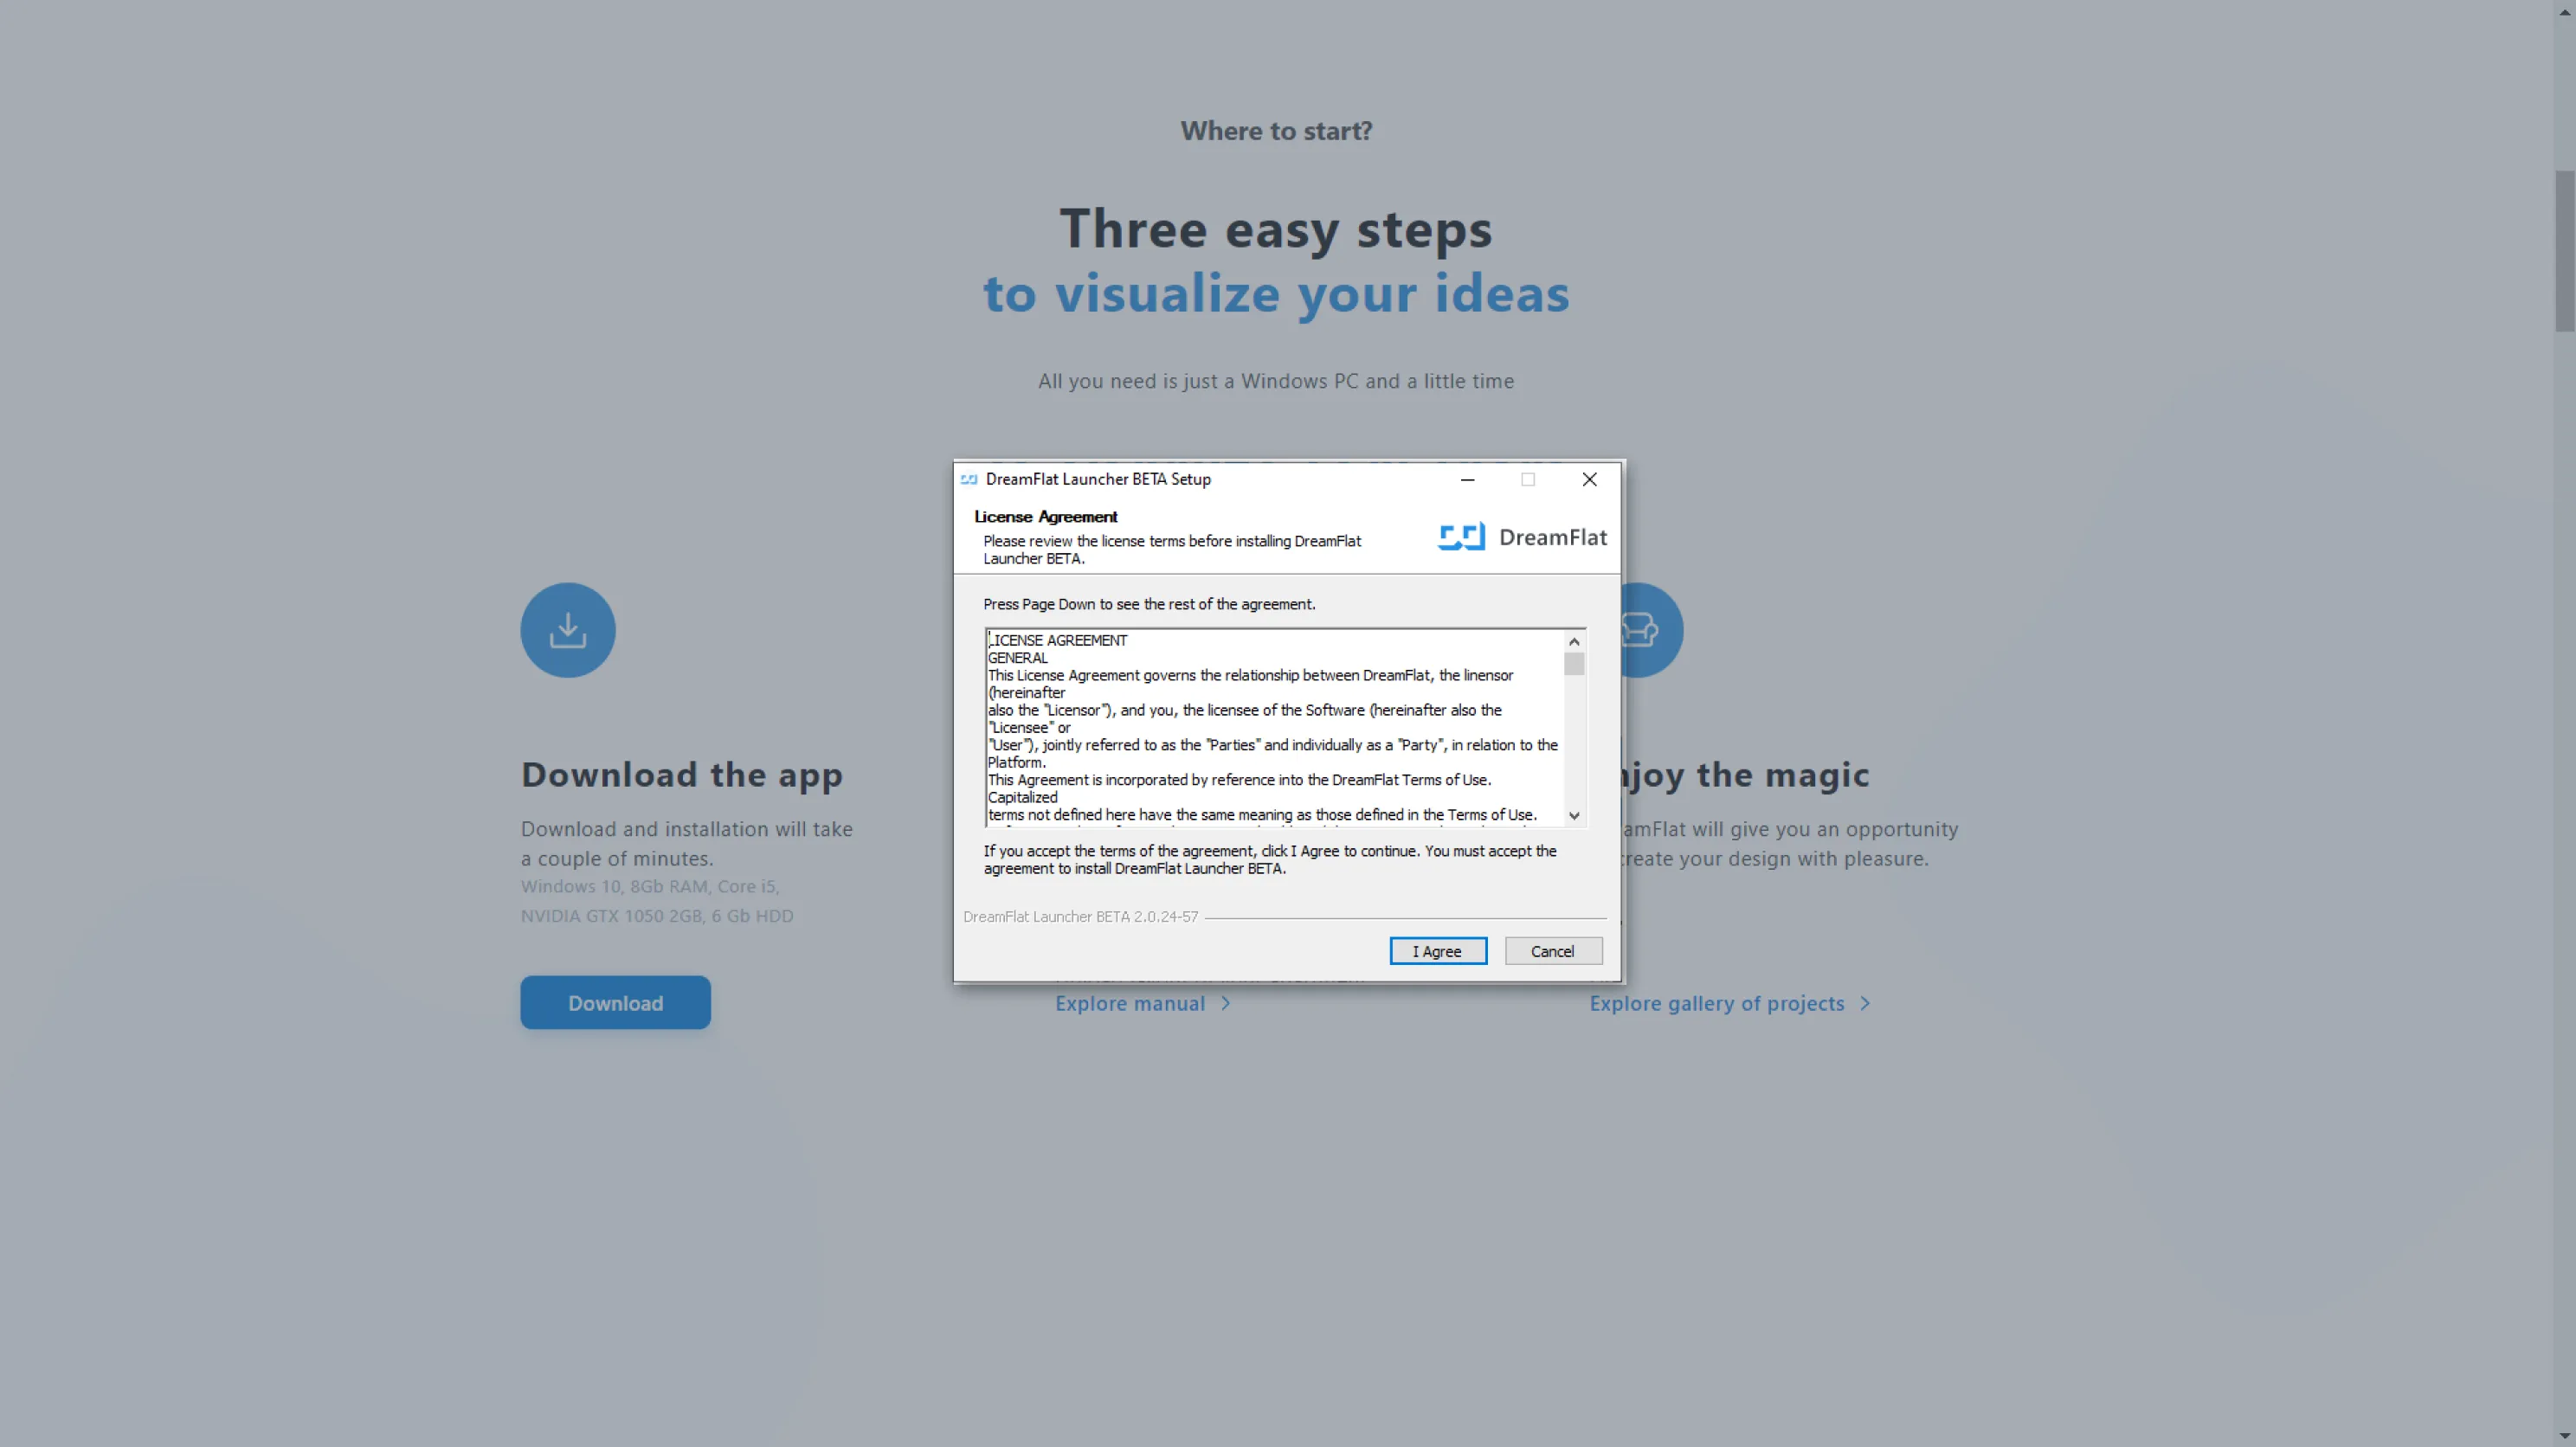 Where to start?
Three easy steps
to visualize your ideas
All you need is just a Windows PC and a little time
DreamFlat Launcher BETA Setup
License Agreement
Please review the license terms before installing DreamFlat
Launcher BETA.
DreamFlat
Press Page Down to see the rest of the agreement.
LICENSE AGREEMENT
GENERAL
This License Agreement governs the relationship between DreamFlat, the linensor
(hereinafter
also the "Licensor"), and you, the licensee of the Software (hereinafter also the
"Licensee" or
"User"), jointly referred to as the "Parties" and individually as a "Party", in relation to the
Platform.
This Agreement is incorporated by reference into the DreamFlat Terms of Use.
Capitalized
terms not defined here have the same meaning as those defined in the Terms of Use.
If you accept the terms of the agreement, click I Agree to continue. You must accept the
agreement to install DreamFlat Launcher BETA.
DreamFlat Launcher BETA 2.0.24-57
I Agree
Cancel
Download the app
Download and installation will take
a couple of minutes.
Windows 10, 8Gb RAM, Core i5,
NVIDIA GTX 1050 2GB, 6 Gb HDD
Download
Explore manual
njoy the magic
amFlat will give you an opportunity
create your design with pleasure.
Explore gallery of projects